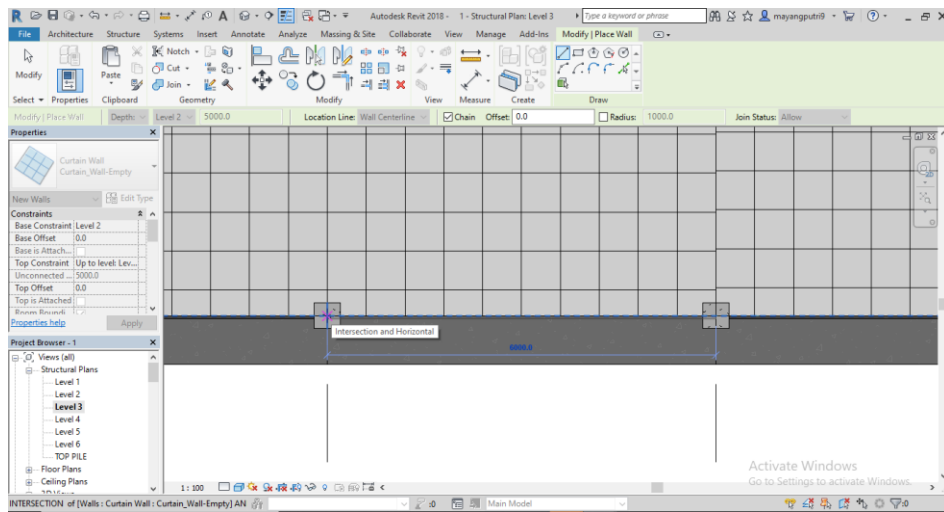 Autodesk Revit 2018 - 1 - Structural Plan: Level 3 Type a keyword or phrase mayangputri9
File Architecture Structure Systems Insert Annotate Analyze Massing & Site Collaborate View Manage Add-Ins Modify | Place Wall
Modify Paste Notch Cut Join
Select Properties Clipboard Geometry Modify View Measure Create Draw
Modify | Place Wall Depth: Level 2 5000.0 Location Line: Wall Centerline Chain Offset: 0.0 Radius: 1000.0 Join Status: Allow
Properties
Curtain Wall
Curtain_Wall-Empty
New Walls Edit Type
Constraints
Base Constraint Level 2
Base Offset 0.0
Base is Attach...
Top Constraint Up to level: Lev...
Unconnected ... 5000.0
Top Offset 0.0
Top is Attached
Room Boundi
Properties help Apply
Intersection and Horizontal
6000.0
Project Browser - 1
Views (all)
Structural Plans
Level 1
Level 2
Level 3
Level 4
Level 5
Level 6
TOP PILE
Floor Plans
Ceiling Plans
3D Views
Activate Windows
Go to Settings to activate Windows.
1 : 100
INTERSECTION of [Walls : Curtain Wall : Curtain_Wall-Empty] AN :0 Main Model :0